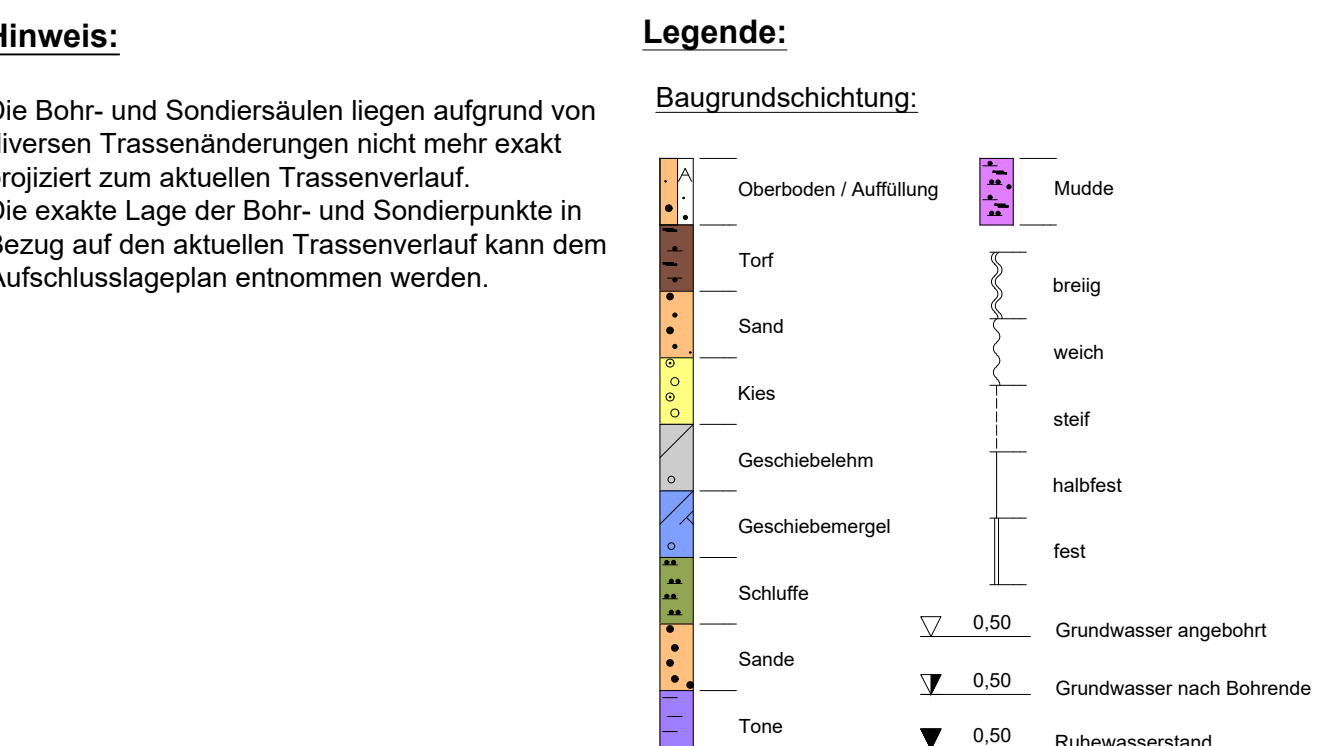 Hinweis:
Die Bohr- und Sondiersäulen liegen aufgrund von
diversen Trassenänderungen nicht mehr exakt
projiziert zum aktuellen Trassenverlauf.
Die exakte Lage der Bohr- und Sondierpunkte in
Bezug auf den aktuellen Trassenverlauf kann dem
Aufschlusslageplan entnommen werden.
Legende:
Baugrundschichtung:
Oberboden / Auffüllung
Torf
Sand
Kies
Geschiebelehm
Geschiebemergel
Schluffe
Sande
Tone
Mudde
breiig
weich
steif
halbfest
fest
0,50 Grundwasser angebohrt
0,50 Grundwasser nach Bohrende
0,50 Ruhewasserstand